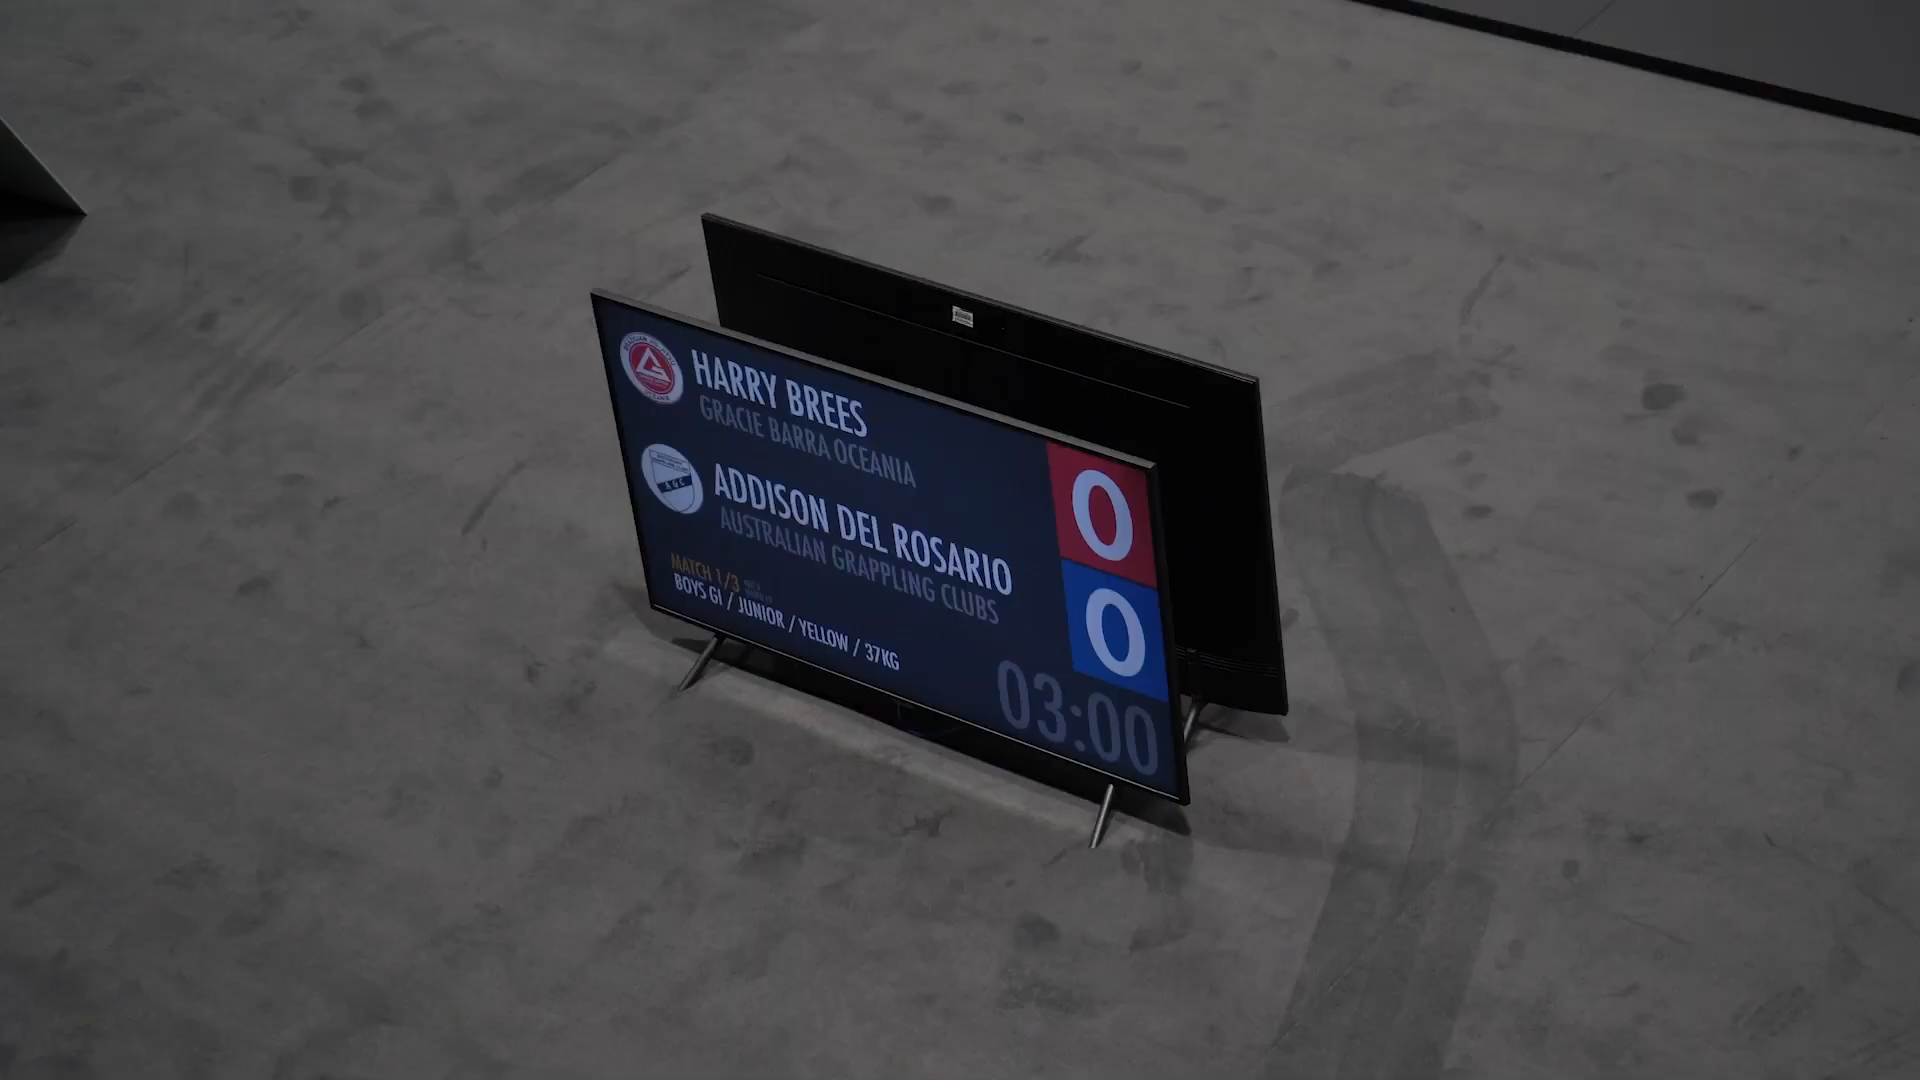 HARRY BREES
GRACIE BARRA OCEANIA
ADDISON DEL ROSARIO
AUSTRALIAN GRAPPLING CLUBS
MATCH 1/3
BOYS GI / JUNIOR / YELLOW / 37KG
0
0
03:00
AGC